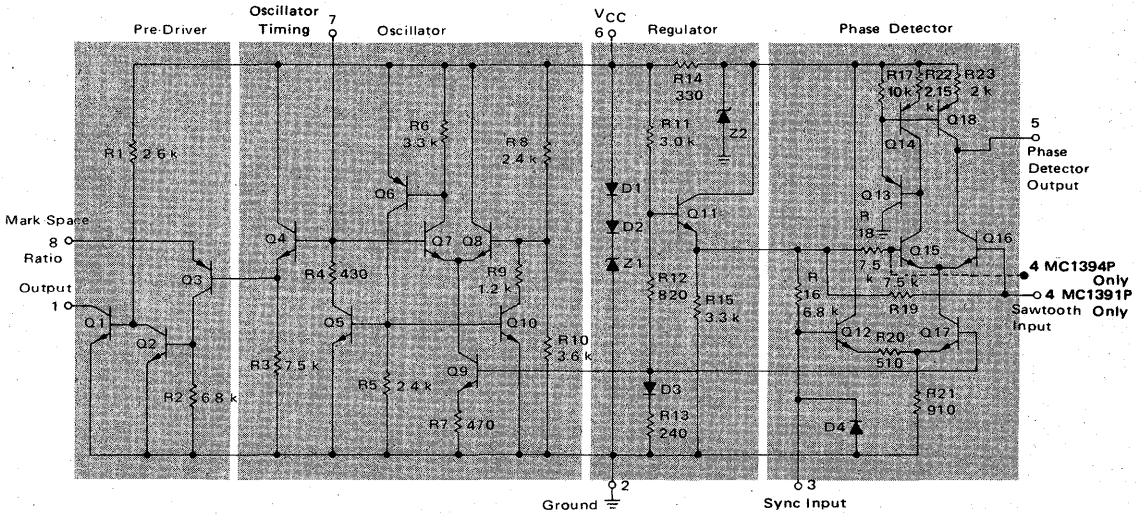 Pre-Driver
Oscillator
Timing
7
Oscillator
VCC
6
Regulator
Phase Detector
R1 2.6 k
Mark Space
8
Ratio
Output
1
Q1
Q2
Q3
R2 6.8 k
Q4
R3 7.5 k
R4 430
Q5
R5 2.4 k
R6
3.3 k
Q6
Q7
Q8
R8
2.4 k
R9
1.2 k
Q10
R10
3.6 k
Q9
R7 470
D1
D2
Z1
R14
330
R11
3.0 k
Z2
Q11
R12
820
R15
3.3 k
D3
R13
240
2
Ground
R17
10k
R22
2.15
k
R23
2 k
Q18
Q14
Q13
R
18
7.5
k
Q15
Q16
7.5 k
R19
R
16
6.8 k
Q12
R20
510
Q17
R21
910
D4
3
Sync Input
5
Phase
Detector
Output
4 MC1394P
Only
4 MC1391P
Sawtooth Only
Input